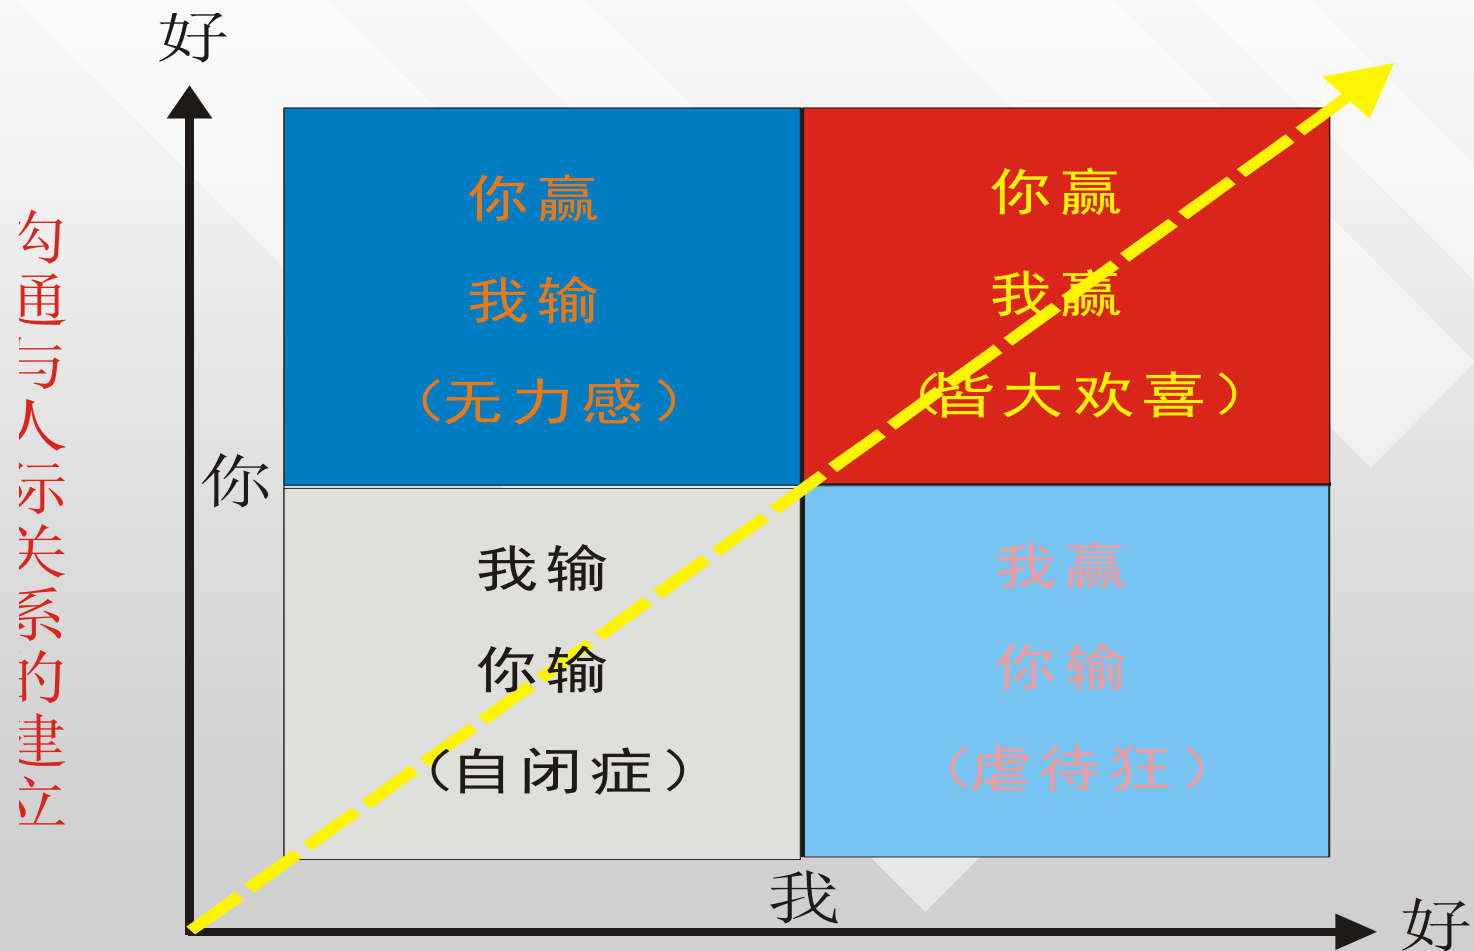 好
沟通与人际关系的建立
你赢
我赢
(皆大欢喜)
你赢
我输
(无力感)
你
我输
你输
(自闭症)
我赢
你输
(虐待狂)
我
好